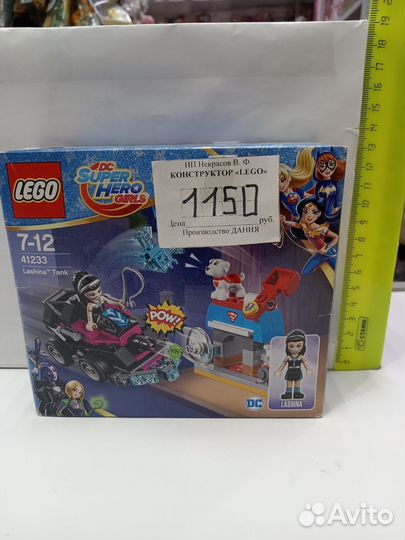 ИП Некрасов В. Ф.
КОНСТРУКТОР «LEGO»
Цена 1150 руб.
Производство ДАНИЯ
LEGO
DC
SUPER
HERO
GIRLS
7-12
41233
Lashina™ Tank
POW!
LASHINA
DC
Avito